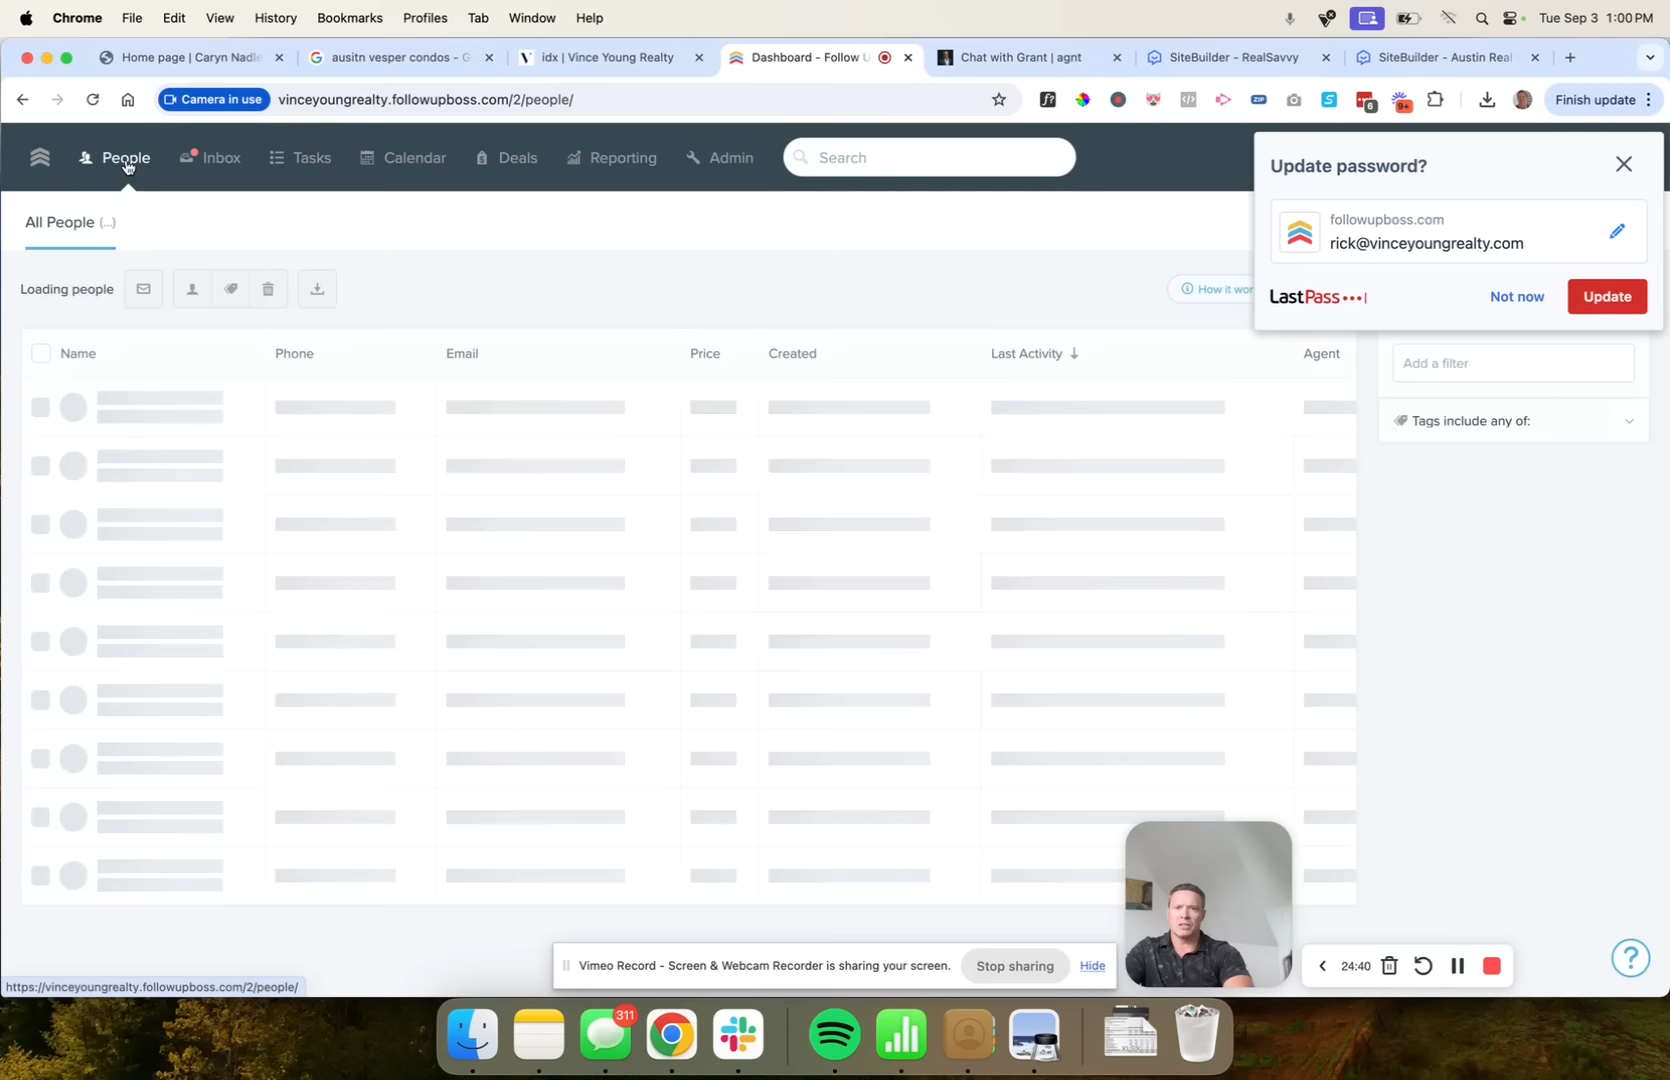 Chrome File Edit View History Bookmarks Profiles Tab Window Help Tue Sep 3 1:00 PM
Home page | Caryn Nadle ausitn vesper condos - G idx | Vince Young Realty Dashboard - Follow U Chat with Grant | agnt SiteBuilder - RealSavvy SiteBuilder - Austin Real
Camera in use vinceyoungrealty.followupboss.com/2/people/ ZIP 6 9+ Finish update
People Inbox Tasks Calendar Deals Reporting Admin Search
Update password?
followupboss.com
rick@vinceyoungrealty.com
LastPass Not now Update
All People (...)
Loading people How it wor
Name Phone Email Price Created Last Activity Agent
Add a filter
Tags include any of:
Vimeo Record - Screen & Webcam Recorder is sharing your screen. Stop sharing Hide
24:40
https://vinceyoungrealty.followupboss.com/2/people/
311